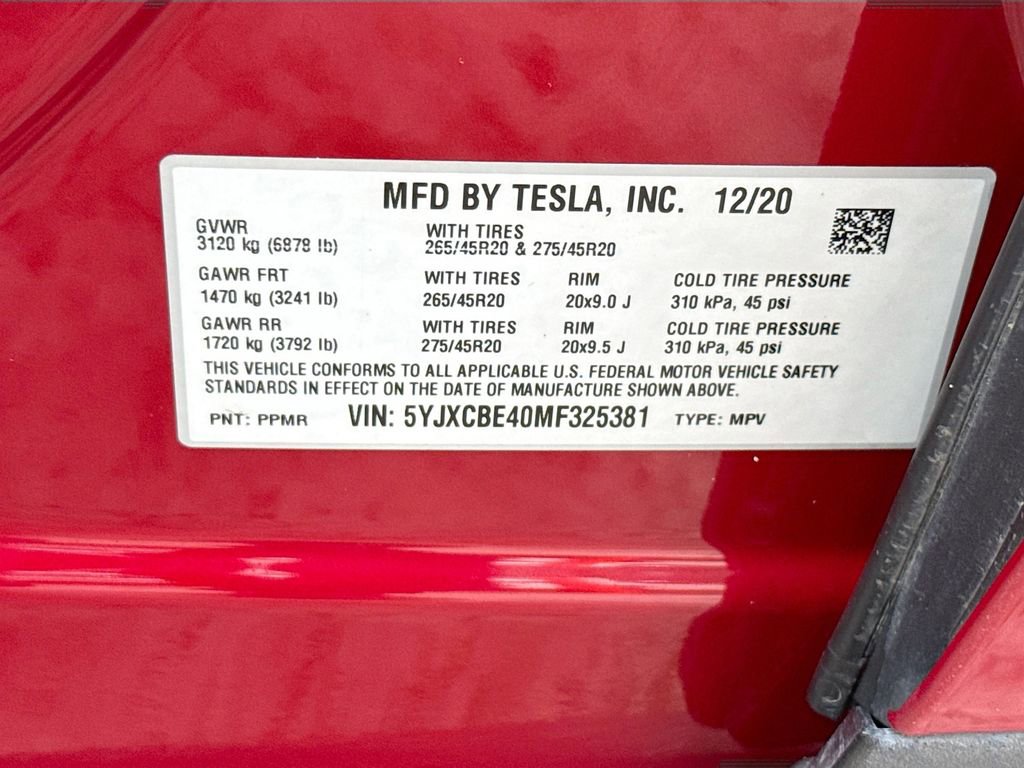 MFD BY TESLA, INC. 12/20
GVWR
3120 kg (6878 lb)
WITH TIRES
265/45R20 & 275/45R20
GAWR FRT WITH TIRES RIM COLD TIRE PRESSURE
1470 kg (3241 lb) 265/45R20 20x9.0 J 310 kPa, 45 psi
GAWR RR WITH TIRES RIM COLD TIRE PRESSURE
1720 kg (3792 lb) 275/45R20 20x9.5 J 310 kPa, 45 psi
THIS VEHICLE CONFORMS TO ALL APPLICABLE U.S. FEDERAL MOTOR VEHICLE SAFETY
STANDARDS IN EFFECT ON THE DATE OF MANUFACTURE SHOWN ABOVE.
PNT: PPMR VIN: 5YJXCBE40MF325381 TYPE: MPV